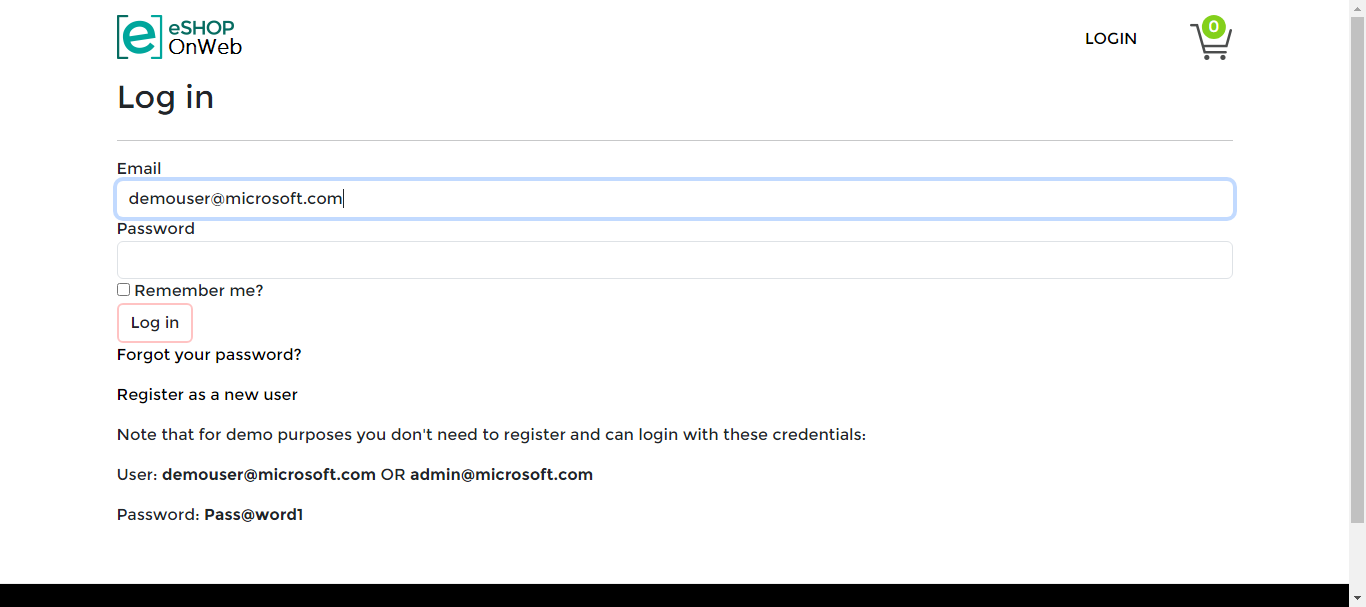 eSHOP
OnWeb
LOGIN
0
Log in
Email
demouser@microsoft.com
Password
Remember me?
Log in
Forgot your password?
Register as a new user
Note that for demo purposes you don't need to register and can login with these credentials:
User: demouser@microsoft.com OR admin@microsoft.com
Password: Pass@word1